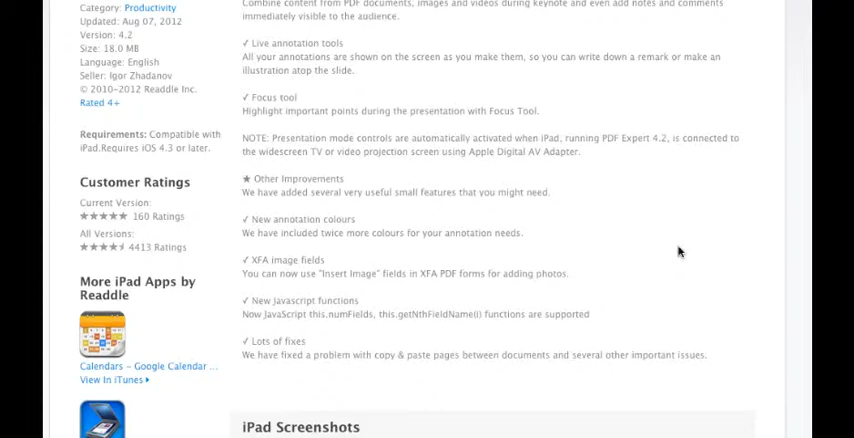 Category: Productivity
Updated: Aug 07, 2012
Version: 4.2
Size: 18.0 MB
Language: English
Seller: Igor Zhadanov
© 2010-2012 Readdle Inc.
Rated 4+
Requirements: Compatible with
iPad.Requires iOS 4.3 or later.
Customer Ratings
Current Version:
★★★★★ 160 Ratings
All Versions:
4413 Ratings
More iPad Apps by
Readdle
Calendars - Google Calendar ...
View In iTunes
Combine content from PDF documents, images and videos during keynote and even add notes and comments
immediately visible to the audience.
✓ Live annotation tools
All your annotations are shown on the screen as you make them, so you can write down a remark or make an
illustration atop the slide.
✓ Focus tool
Highlight important points during the presentation with Focus Tool.
NOTE: Presentation mode controls are automatically activated when iPad, running PDF Expert 4.2, is connected to
the widescreen TV or video projection screen using Apple Digital AV Adapter.
★ Other Improvements
We have added several very useful small features that you might need.
✓ New annotation colours
We have included twice more colours for your annotation needs.
✓ XFA image fields
You can now use "Insert Image" fields in XFA PDF forms for adding photos.
✓ New Javascript functions
Now JavaScript this.numFields, this.getNthFieldName() functions are supported
✓ Lots of fixes
We have fixed a problem with copy & paste pages between documents and several other important issues.
iPad Screenshots